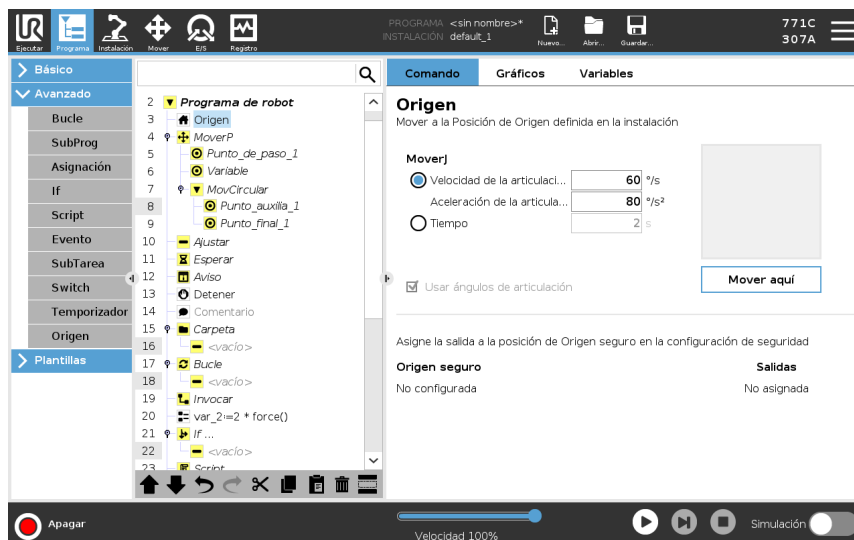 PROGRAMA <sin nombre>*
INSTALACIÓN default_1
Ejecutar
Programa
Instalación
Mover
E/S
Registro
Nuevo...
Abrir...
Guardar...
771C
307A
Básico
Avanzado
Bucle
SubProg
Asignación
If
Script
Evento
SubTarea
Switch
Temporizador
Origen
Plantillas
2 Programa de robot
3 Origen
4 MoverP
5 Punto_de_paso_1
6 Variable
7 MovCircular
8 Punto_auxilia_1
9 Punto_final_1
10 Ajustar
11 Esperar
12 Aviso
13 Detener
14 Comentario
15 Carpeta
16 <vacío>
17 Bucle
18 <vacío>
19 Invocar
20 var_2:=2 * force()
21 If ...
22 <vacío>
23 Script
Comando Gráficos Variables
Origen
Mover a la Posición de Origen definida en la instalación
MoverJ
Velocidad de la articulaci... 60 °/s
Aceleración de la articula... 80 °/s²
Tiempo 2 s
Usar ángulos de articulación
Mover aquí
Asigne la salida a la posición de Origen seguro en la configuración de seguridad
Origen seguro Salidas
No configurada No asignada
Apagar
Velocidad 100%
Simulación